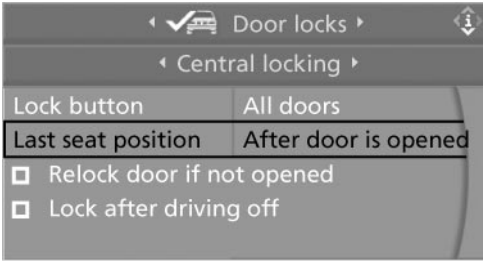 Door locks
Central locking
Lock button All doors
Last seat position After door is opened
Relock door if not opened
Lock after driving off